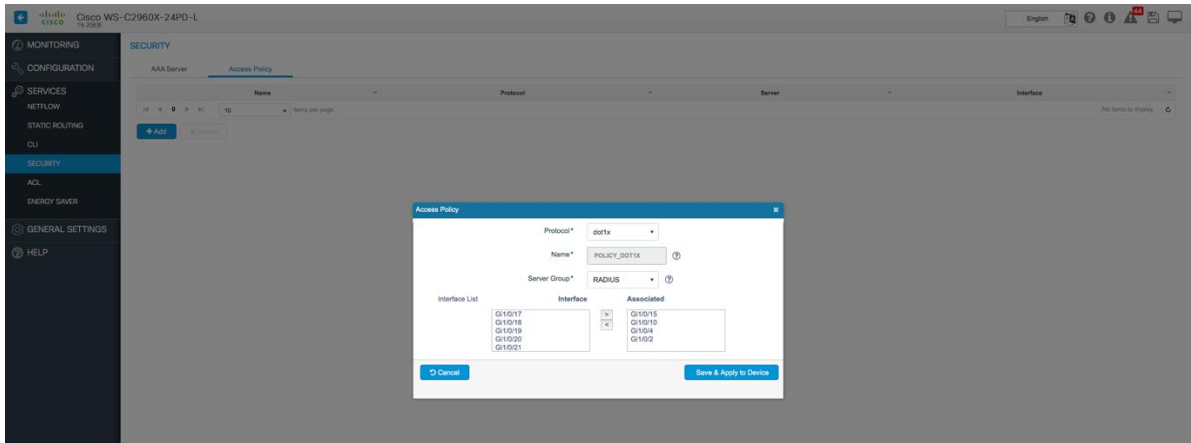 CISCO Cisco WS-C2960X-24PD-L
English
44
MONITORING
CONFIGURATION
SERVICES
NETFLOW
STATIC ROUTING
CLI
SECURITY
ACL
ENERGY SAVER
GENERAL SETTINGS
HELP
SECURITY
AAA Server Access Policy
Name Protocol Server Interface
0 10 items per page No items to display
+ Add Delete
Access Policy x
Protocol* dot1x
Name* POLICY_DOT1X ?
Server Group* RADIUS ?
Interface List Interface Associated
Gi1/0/17 > Gi1/0/15
Gi1/0/18 < Gi1/0/10
Gi1/0/19 Gi1/0/4
Gi1/0/20 Gi1/0/2
Gi1/0/21
Cancel Save & Apply to Device